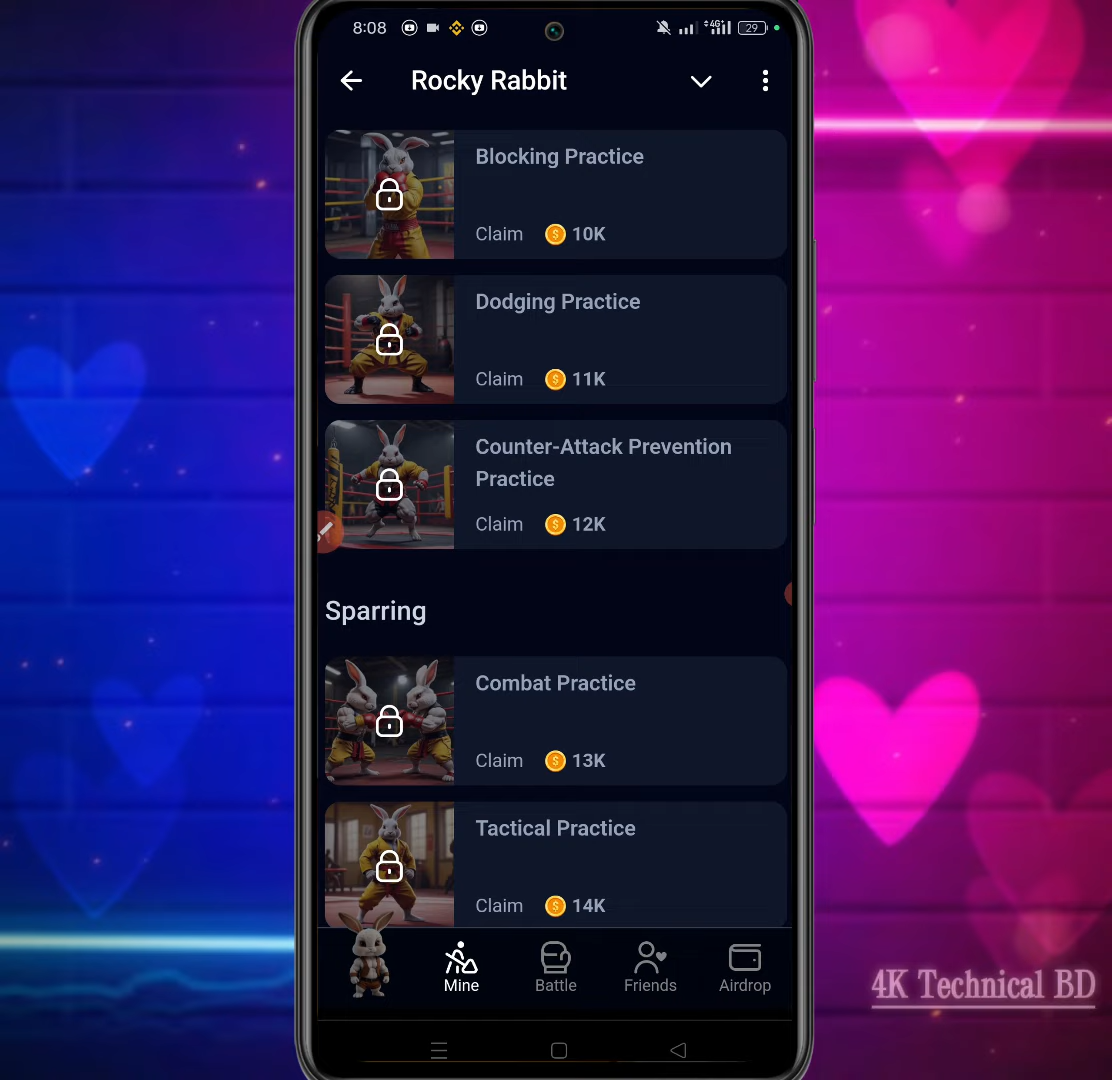 8:08
4G+
29
Rocky Rabbit
Blocking Practice
Claim 10K
Dodging Practice
Claim 11K
Counter-Attack Prevention
Practice
Claim 12K
Sparring
Combat Practice
Claim 13K
Tactical Practice
Claim 14K
Mine Battle Friends Airdrop
4K Technical BD